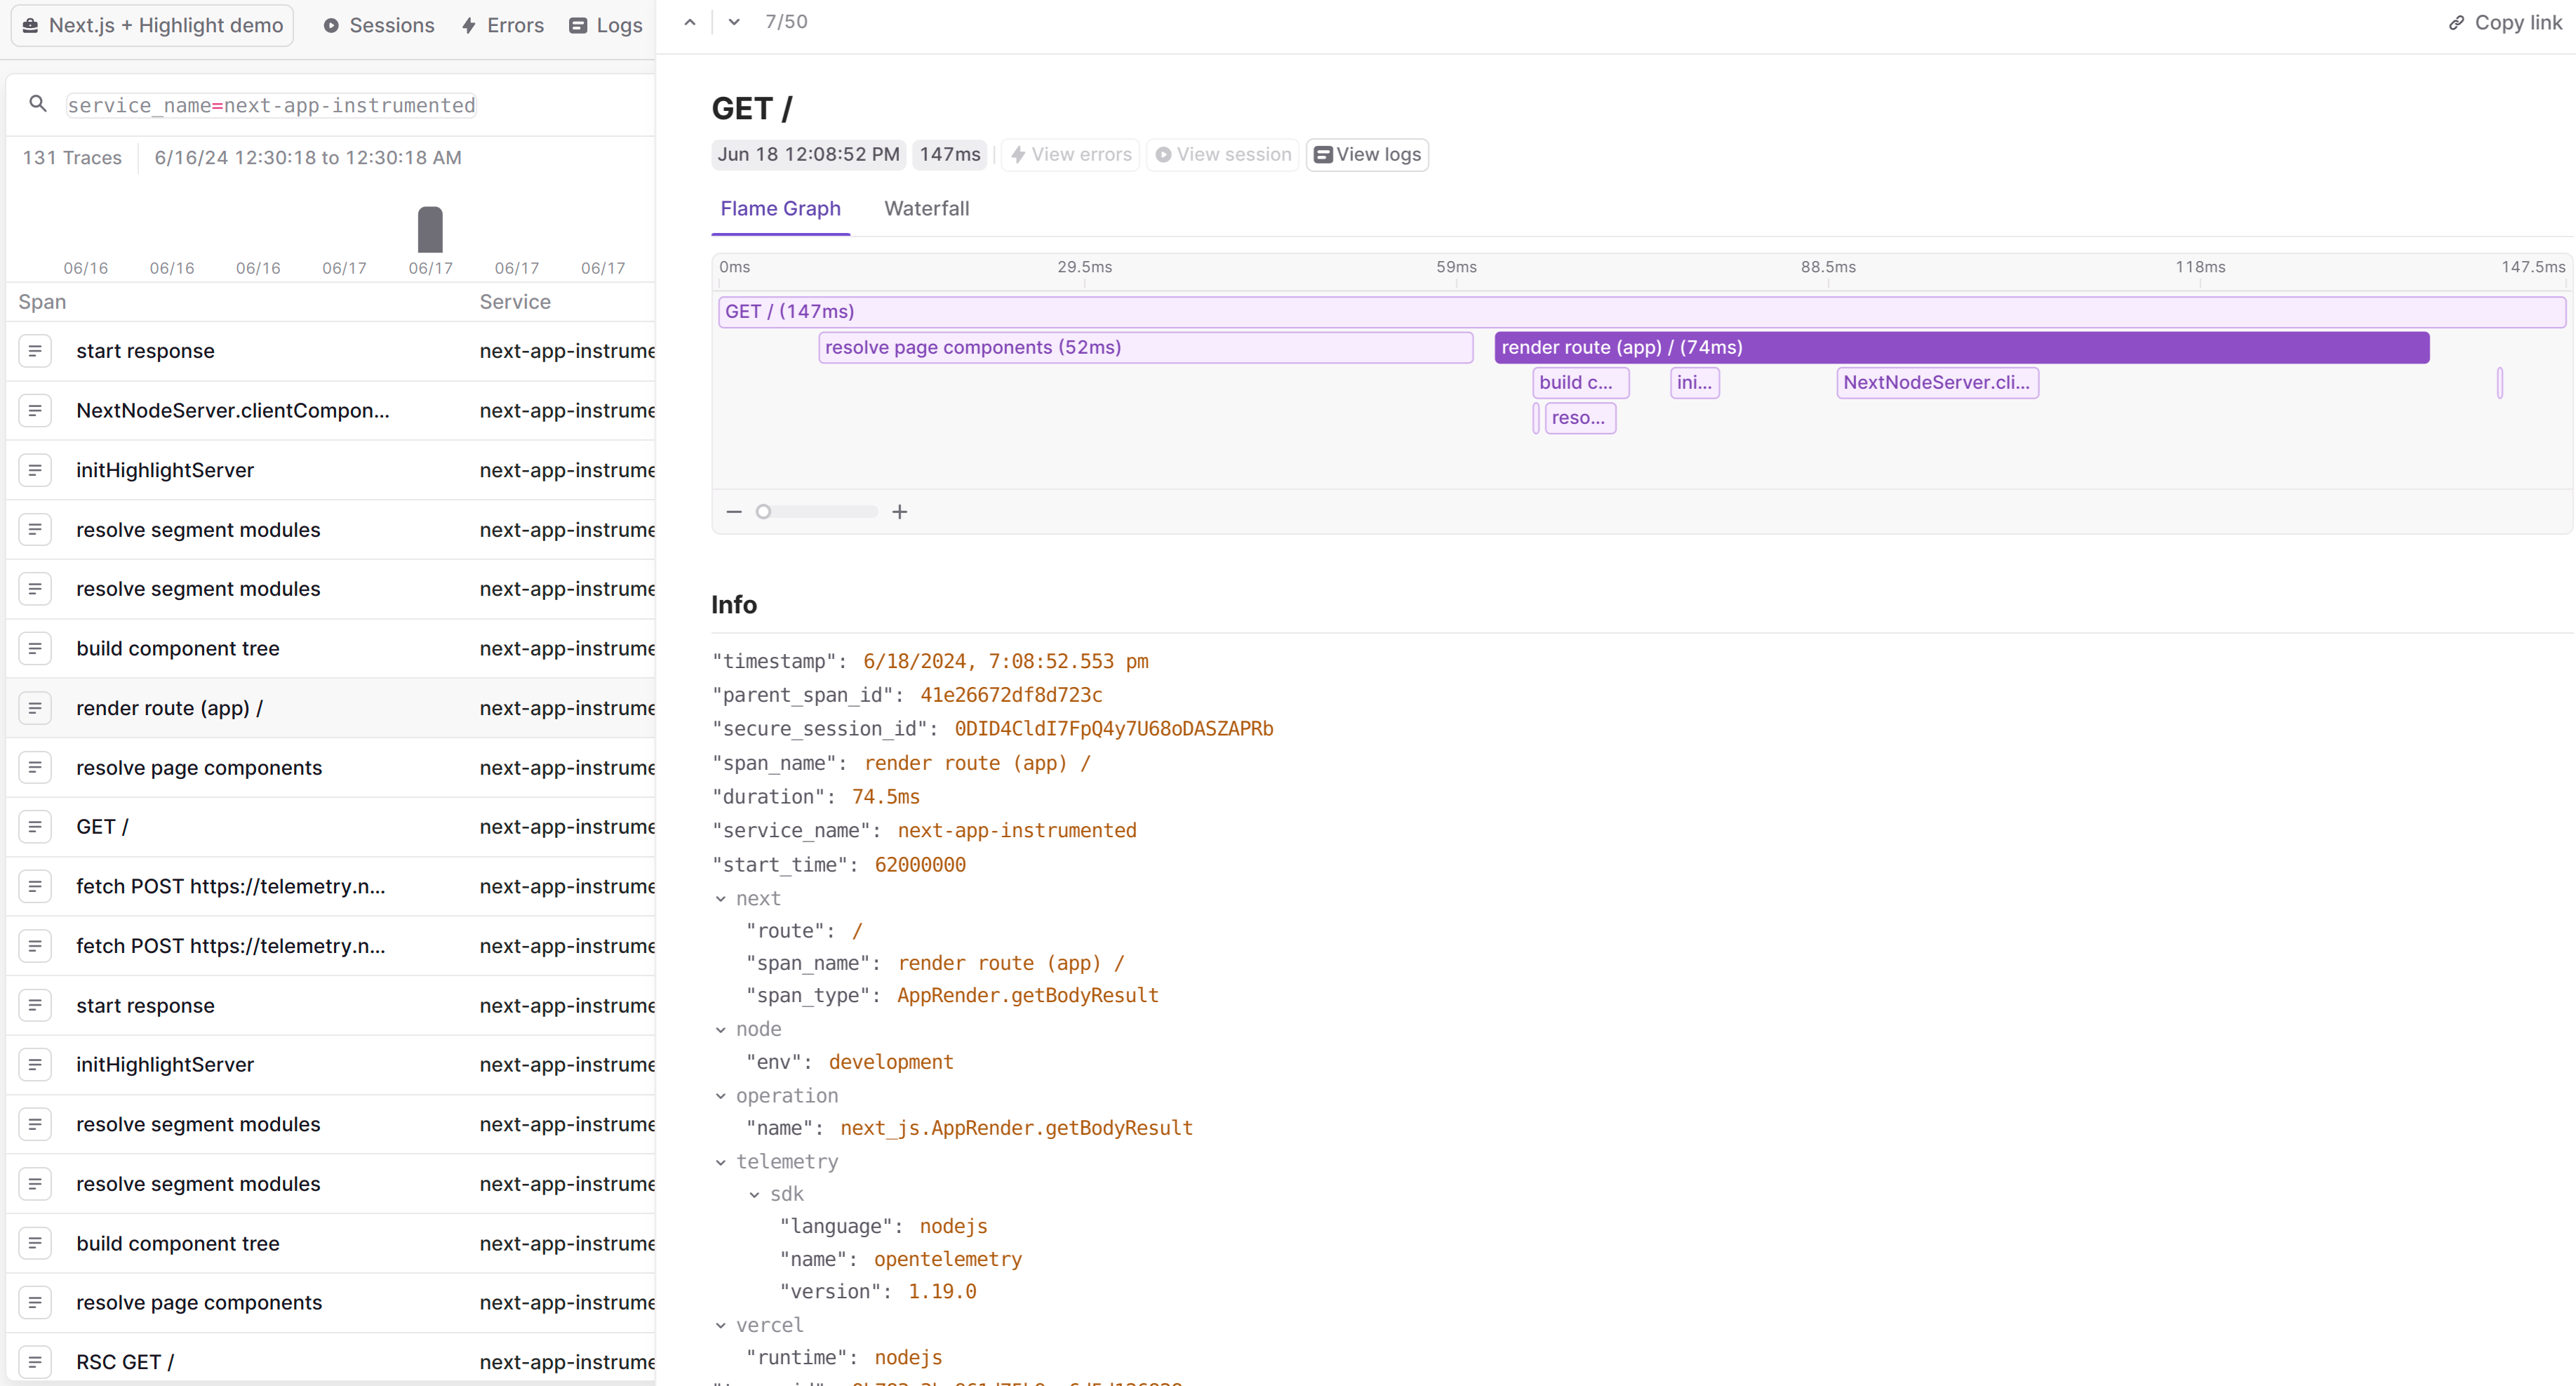 Next.js + Highlight demo Sessions Errors Logs
service_name=next-app-instrumented
131 Traces 6/16/24 12:30:18 to 12:30:18 AM
06/16 06/16 06/16 06/17 06/17 06/17 06/17
Span Service
start response next-app-instrume
NextNodeServer.clientCompon... next-app-instrume
initHighlightServer next-app-instrume
resolve segment modules next-app-instrume
resolve segment modules next-app-instrume
build component tree next-app-instrume
render route (app) / next-app-instrume
resolve page components next-app-instrume
GET / next-app-instrume
fetch POST https://telemetry.n... next-app-instrume
fetch POST https://telemetry.n... next-app-instrume
start response next-app-instrume
initHighlightServer next-app-instrume
resolve segment modules next-app-instrume
resolve segment modules next-app-instrume
build component tree next-app-instrume
resolve page components next-app-instrume
RSC GET / next-app-instrume
7/50 Copy link
GET /
Jun 18 12:08:52 PM 147ms View errors View session View logs
Flame Graph Waterfall
0ms 29.5ms 59ms 88.5ms 118ms 147.5ms
GET / (147ms)
resolve page components (52ms) render route (app) / (74ms)
build c... ini... NextNodeServer.cli...
reso...
Info
"timestamp": 6/18/2024, 7:08:52.553 pm
"parent_span_id": 41e26672df8d723c
"secure_session_id": 0DID4CldI7FpQ4y7U68oDASZAPRb
"span_name": render route (app) /
"duration": 74.5ms
"service_name": next-app-instrumented
"start_time": 62000000
next
"route": /
"span_name": render route (app) /
"span_type": AppRender.getBodyResult
node
"env": development
operation
"name": next_js.AppRender.getBodyResult
telemetry
sdk
"language": nodejs
"name": opentelemetry
"version": 1.19.0
vercel
"runtime": nodejs